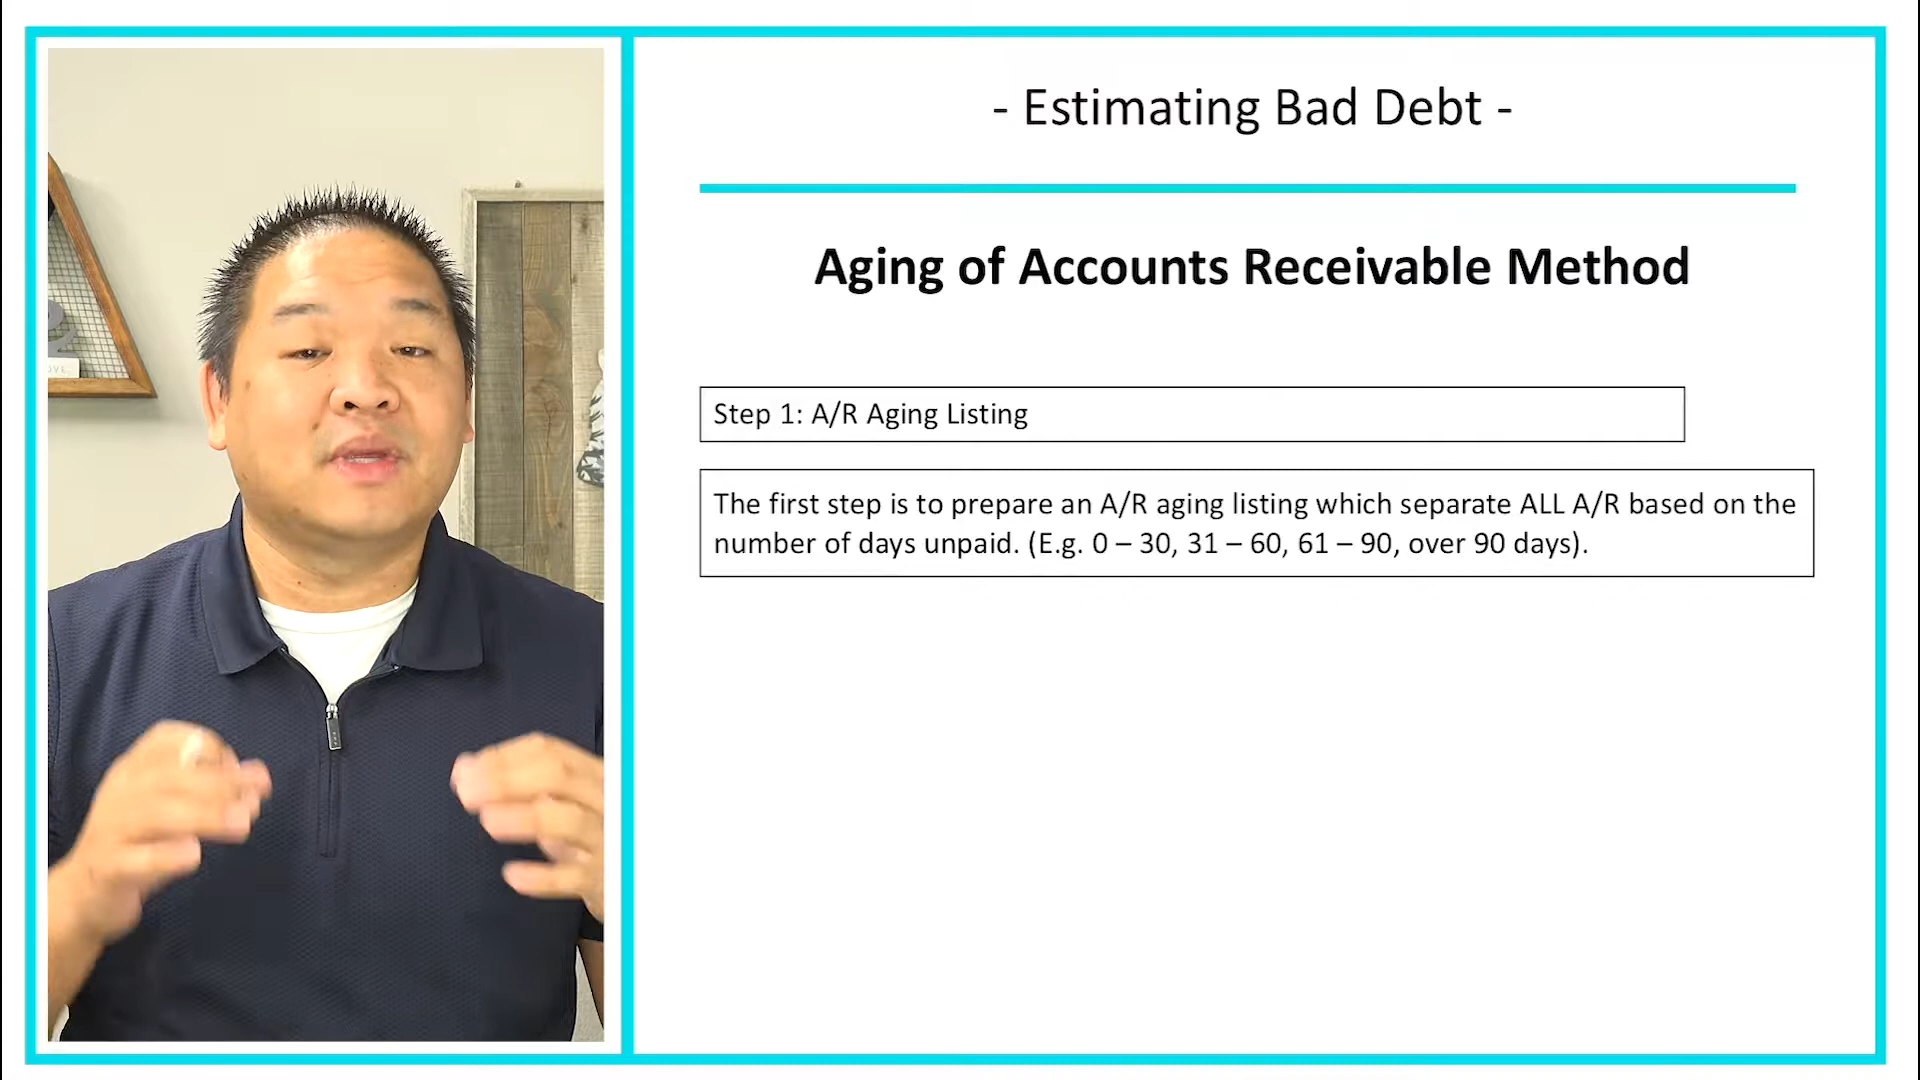 - Estimating Bad Debt -
Aging of Accounts Receivable Method
Step 1: A/R Aging Listing
The first step is to prepare an A/R aging listing which separate ALL A/R based on the
number of days unpaid. (E.g. 0 – 30, 31 – 60, 61 – 90, over 90 days).